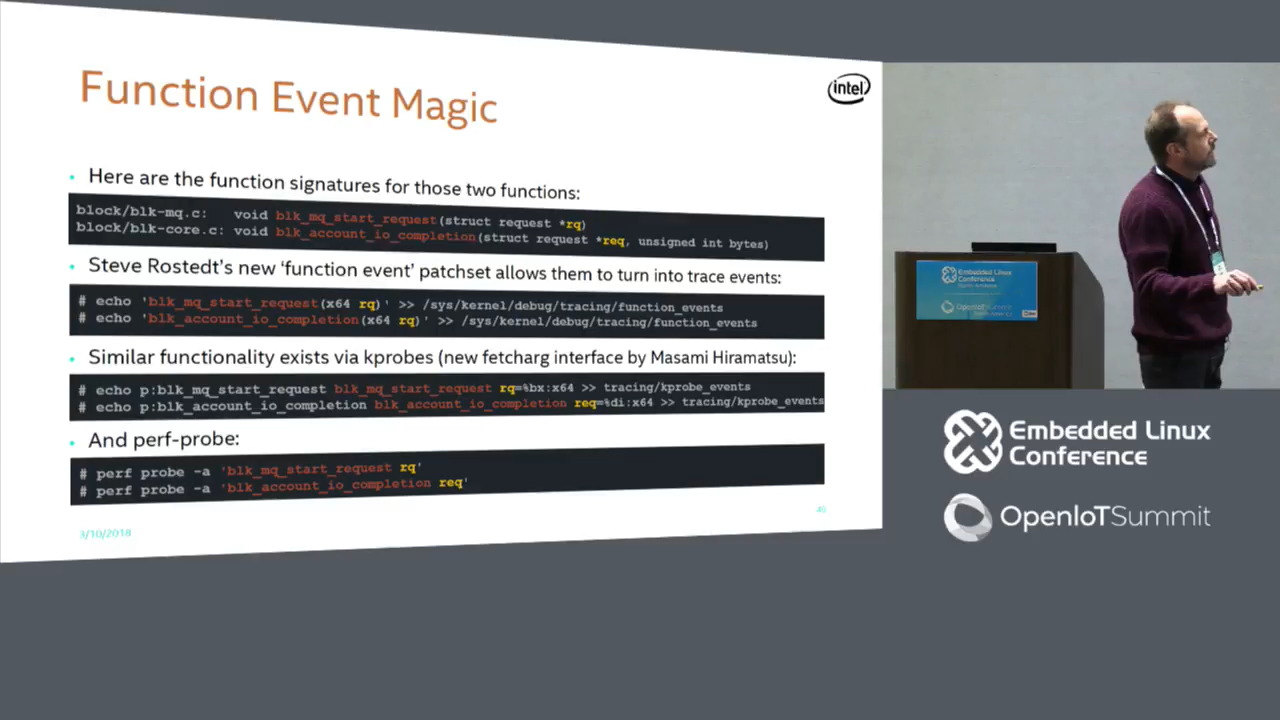 Function Event Magic
intel
• Here are the function signatures for those two functions:
block/blk-mq.c: void blk_mq_start_request(struct request *rq)
block/blk-core.c: void blk_account_io_completion(struct request *req, unsigned int bytes)
• Steve Rostedt's new 'function event' patchset allows them to turn into trace events:
# echo 'blk_mq_start_request(x64 rq)' >> /sys/kernel/debug/tracing/function_events
# echo 'blk_account_io_completion(x64 rq)' >> /sys/kernel/debug/tracing/function_events
• Similar functionality exists via kprobes (new fetcharg interface by Masami Hiramatsu):
# echo p:blk_mq_start_request blk_mq_start_request rq=%bx:x64 >> tracing/kprobe_events
# echo p:blk_account_io_completion blk_account_io_completion req=%di:x64 >> tracing/kprobe_events
• And perf-probe:
# perf probe -a 'blk_mq_start_request rq'
# perf probe -a 'blk_account_io_completion req'
3/10/2018
Embedded Linux
Conference
OpenIoTSummit
Embedded Linux
Conference
OpenIoTSummit